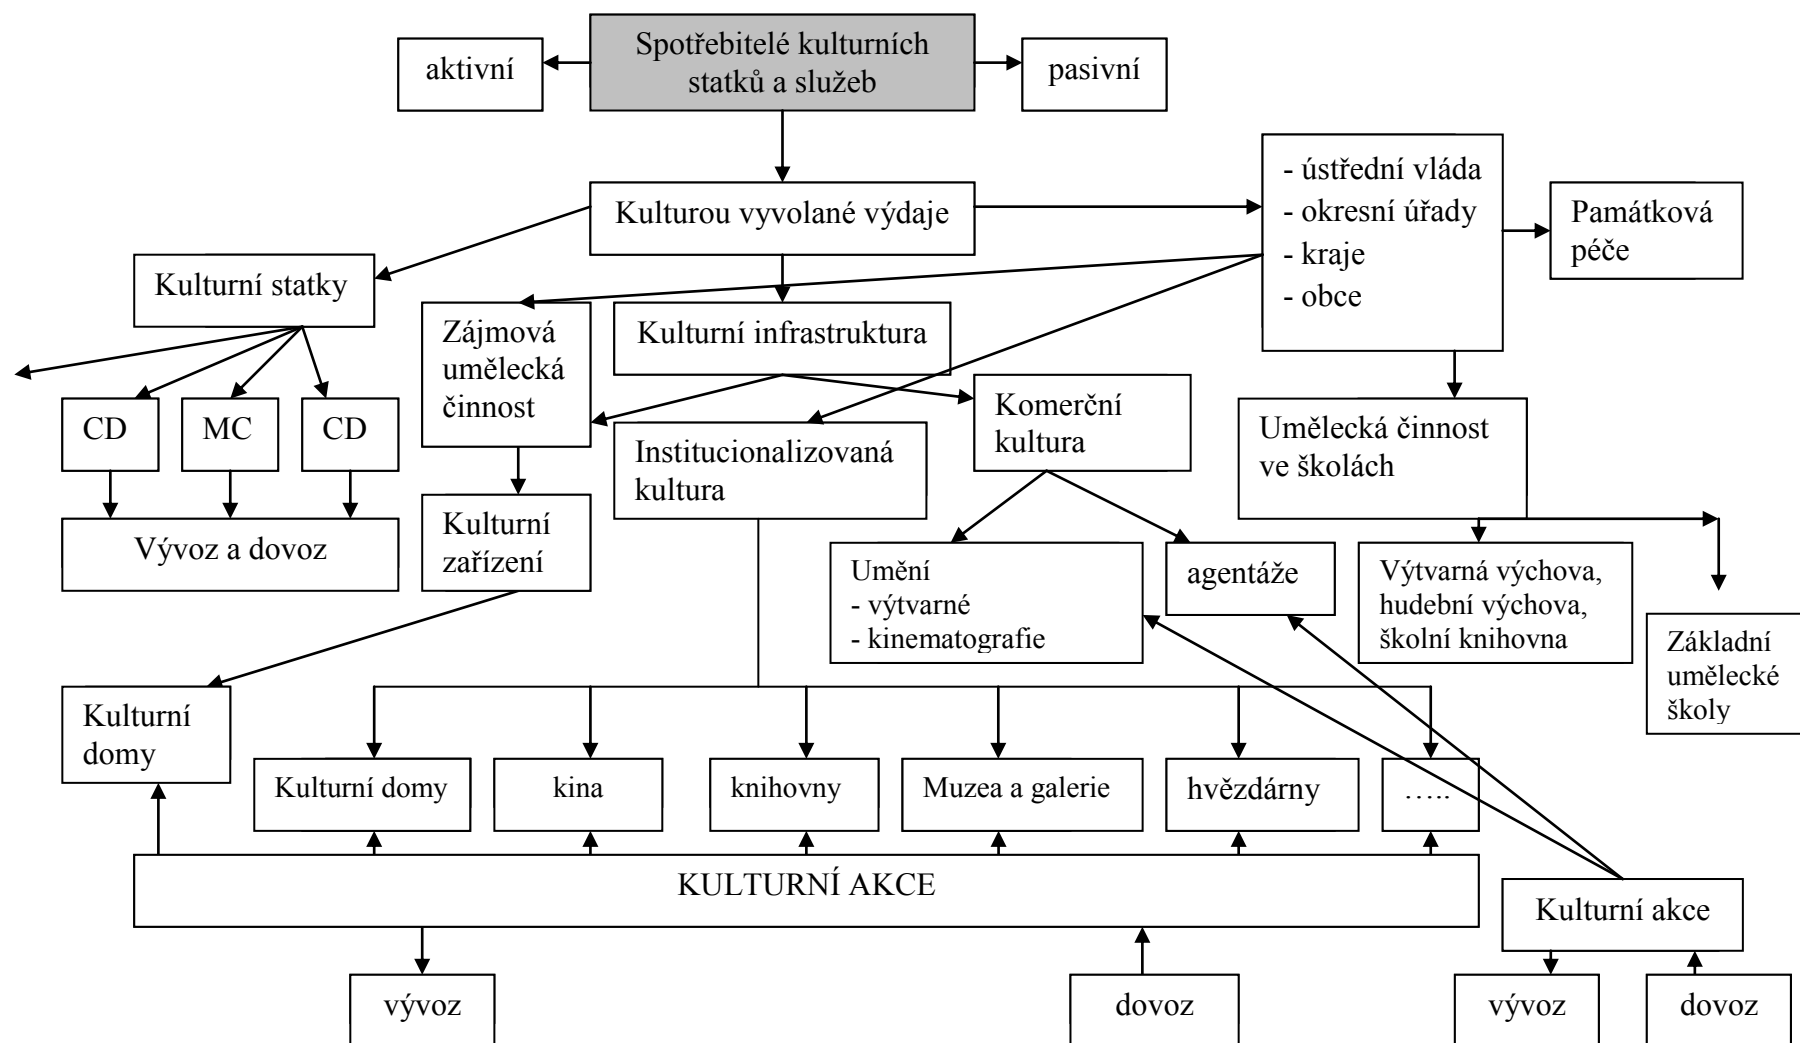 Spotřebitelé kulturních
statků a služeb
aktivní
pasivní
- ústřední vláda
- okresní úřady
- kraje
- obce
Kulturou vyvolané výdaje
Památková
péče
Kulturní statky
Zájmová
umělecká
činnost
Kulturní infrastruktura
Komerční
kultura
CD
MC
CD
Umělecká činnost
ve školách
Institucionalizovaná
kultura
Vývoz a dovoz
Kulturní
zařízení
Umění
- výtvarné
- kinematografie
agentáže
Výtvarná výchova,
hudební výchova,
školní knihovna
Základní
umělecké
školy
Kulturní
domy
Kulturní domy
kina
knihovny
Muzea a galerie
hvězdárny
…..
KULTURNÍ AKCE
Kulturní akce
vývoz
dovoz
vývoz
dovoz